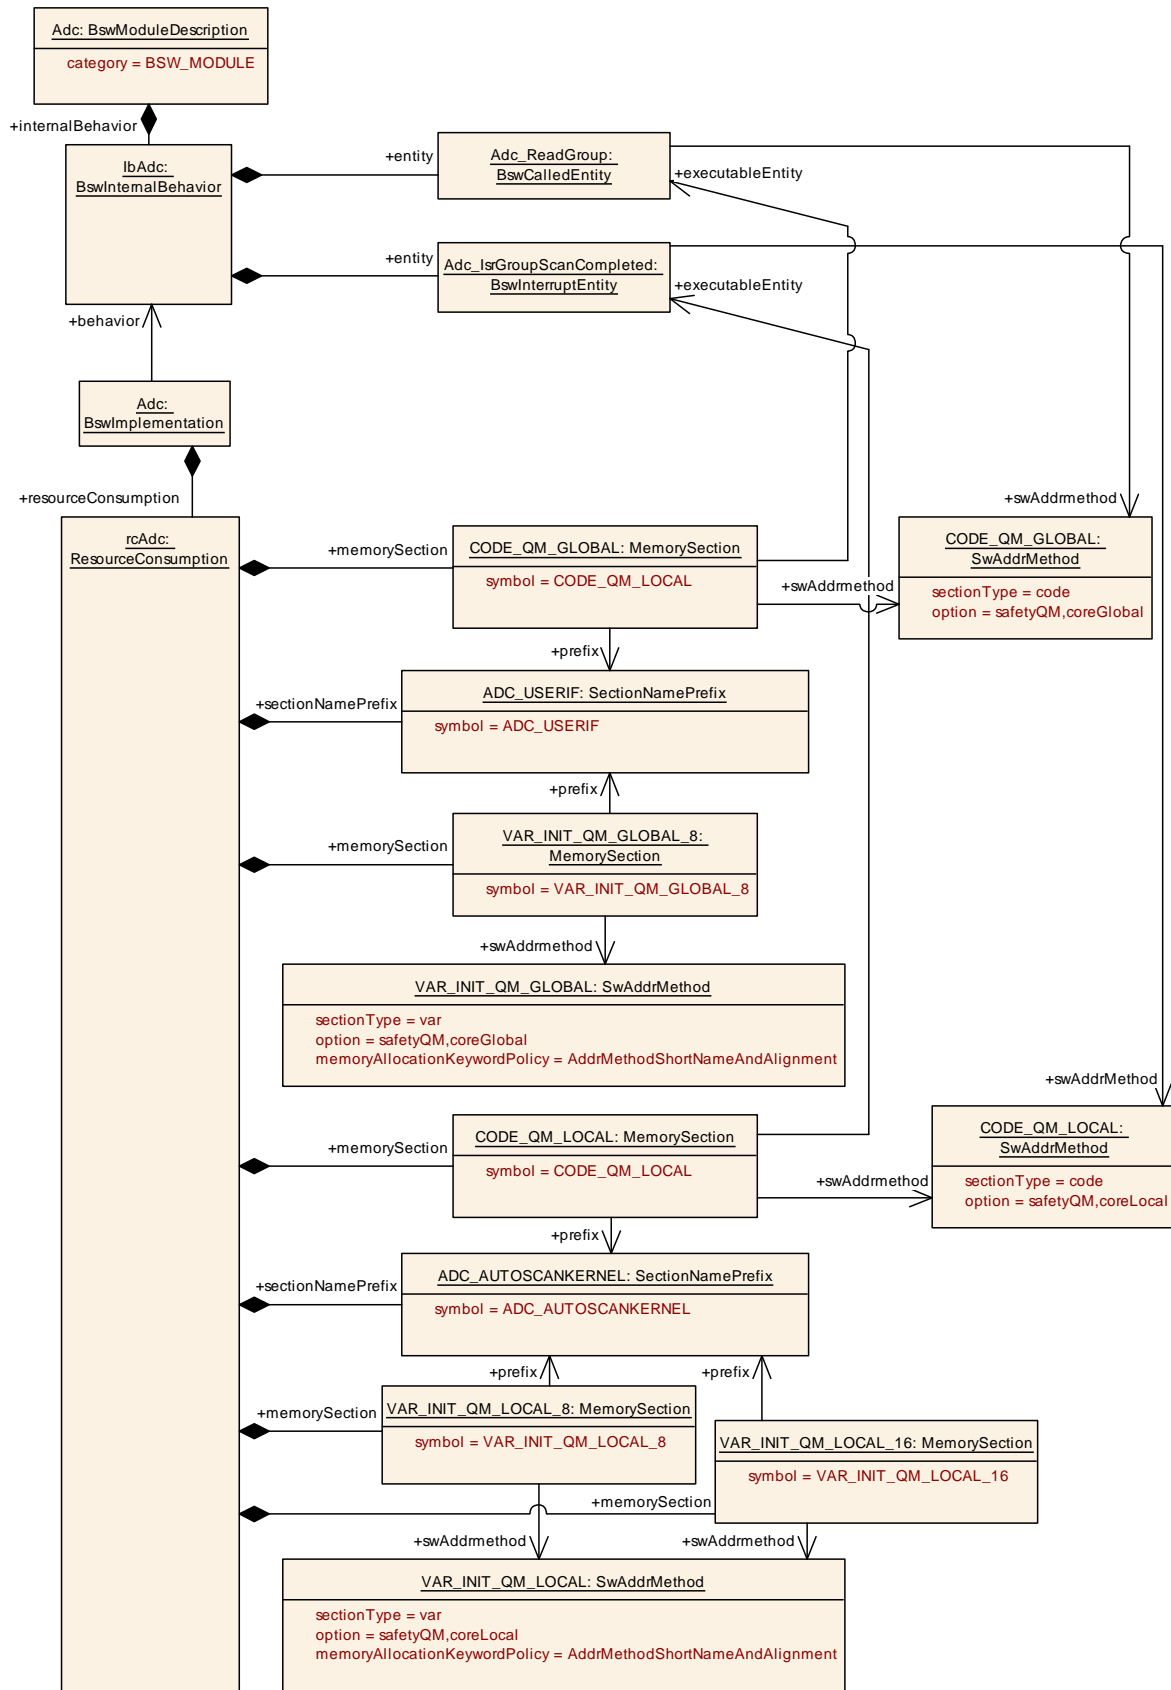 Adc: BswModuleDescription
category = BSW_MODULE
+internalBehavior
IbAdc:
BswInternalBehavior
+entity
Adc_ReadGroup:
BswCalledEntity
+executableEntity
+entity
Adc_IsrGroupScanCompleted:
BswInterruptEntity
+executableEntity
+behavior
Adc:
BswImplementation
+resourceConsumption
rcAdc:
ResourceConsumption
+memorySection
CODE_QM_GLOBAL: MemorySection
symbol = CODE_QM_LOCAL
+swAddrmethod
+swAddrmethod
CODE_QM_GLOBAL:
SwAddrMethod
sectionType = code
option = safetyQM,coreGlobal
+prefix
+sectionNamePrefix
ADC_USERIF: SectionNamePrefix
symbol = ADC_USERIF
+prefix
+memorySection
VAR_INIT_QM_GLOBAL_8:
MemorySection
symbol = VAR_INIT_QM_GLOBAL_8
+swAddrmethod
VAR_INIT_QM_GLOBAL: SwAddrMethod
sectionType = var
option = safetyQM,coreGlobal
memoryAllocationKeywordPolicy = AddrMethodShortNameAndAlignment
+swAddrMethod
+memorySection
CODE_QM_LOCAL: MemorySection
symbol = CODE_QM_LOCAL
+swAddrmethod
CODE_QM_LOCAL:
SwAddrMethod
sectionType = code
option = safetyQM,coreLocal
+prefix
+sectionNamePrefix
ADC_AUTOSCANKERNEL: SectionNamePrefix
symbol = ADC_AUTOSCANKERNEL
+prefix
+prefix
+memorySection
VAR_INIT_QM_LOCAL_8: MemorySection
symbol = VAR_INIT_QM_LOCAL_8
VAR_INIT_QM_LOCAL_16: MemorySection
symbol = VAR_INIT_QM_LOCAL_16
+memorySection
+swAddrmethod
+swAddrmethod
VAR_INIT_QM_LOCAL: SwAddrMethod
sectionType = var
option = safetyQM,coreLocal
memoryAllocationKeywordPolicy = AddrMethodShortNameAndAlignment